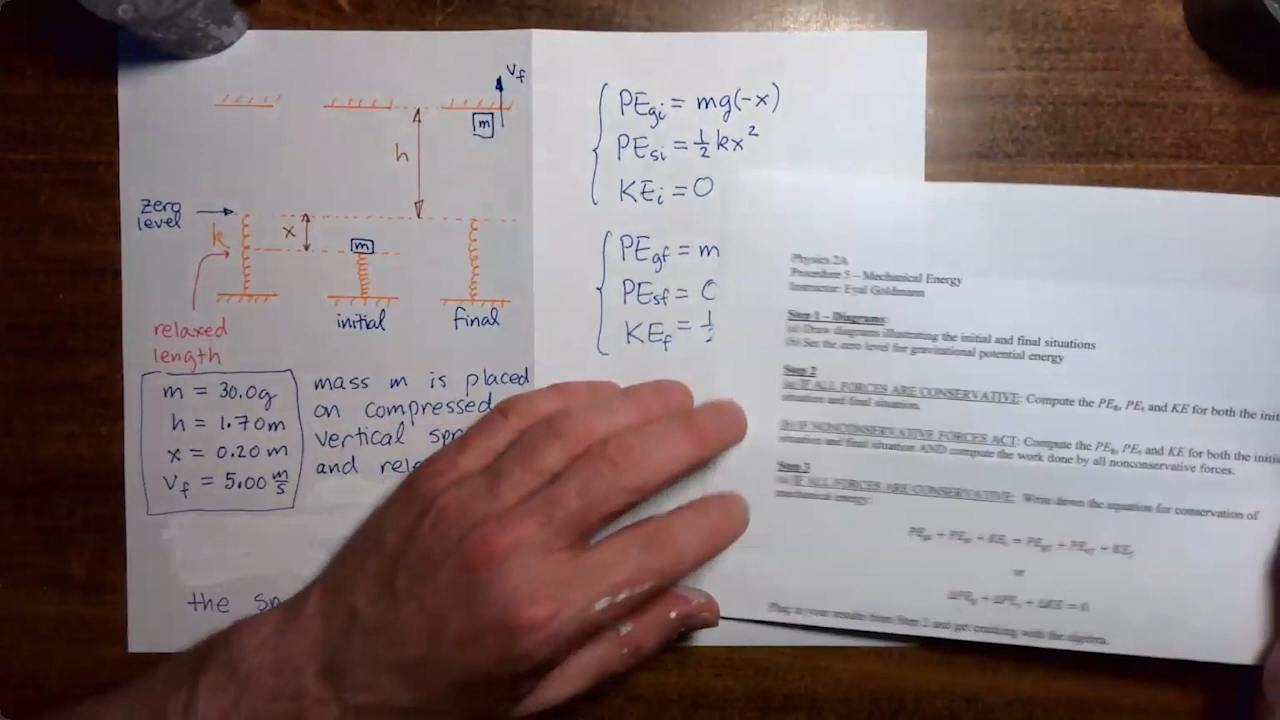 v_f
m
h
zero
level
k
x
m
initial
final
relaxed
length
m = 30.0g
h = 1.70m
x = 0.20 m
v_f = 5.00 m/s
mass m is placed
on compressed
vertical spr
and rele
the sp
PE_gi = mg(-x)
PE_si = ½ kx²
KE_i = 0
PE_gf = m
PE_sf =
KE_f =
Physics 2A
Procedure 5 – Mechanical Energy
Instructor: Eyal Goldmann
Step 1 – Diagrams
(a) Draw diagrams illustrating the initial and final situations
(b) Set the zero level for gravitational potential energy
Step 2
(a) IF ALL FORCES ARE CONSERVATIVE: Compute the PE_g, PE_s and KE for both the init
situation and final situation.
(b) IF NONCONSERVATIVE FORCES ACT: Compute the PE_g, PE_s and KE for both the initia
situation and final situation AND compute the work done by all nonconservative forces.
Step 3
(a) IF ALL FORCES ARE CONSERVATIVE: Write down the equation for conservation of
mechanical energy:
PE_gi + PE_si + KE_i = PE_gf + PE_sf + KE_f
or
ΔPE_g + ΔPE_s + ΔKE = 0
Plug in your results from Step 2 and get cranking with the algebra.